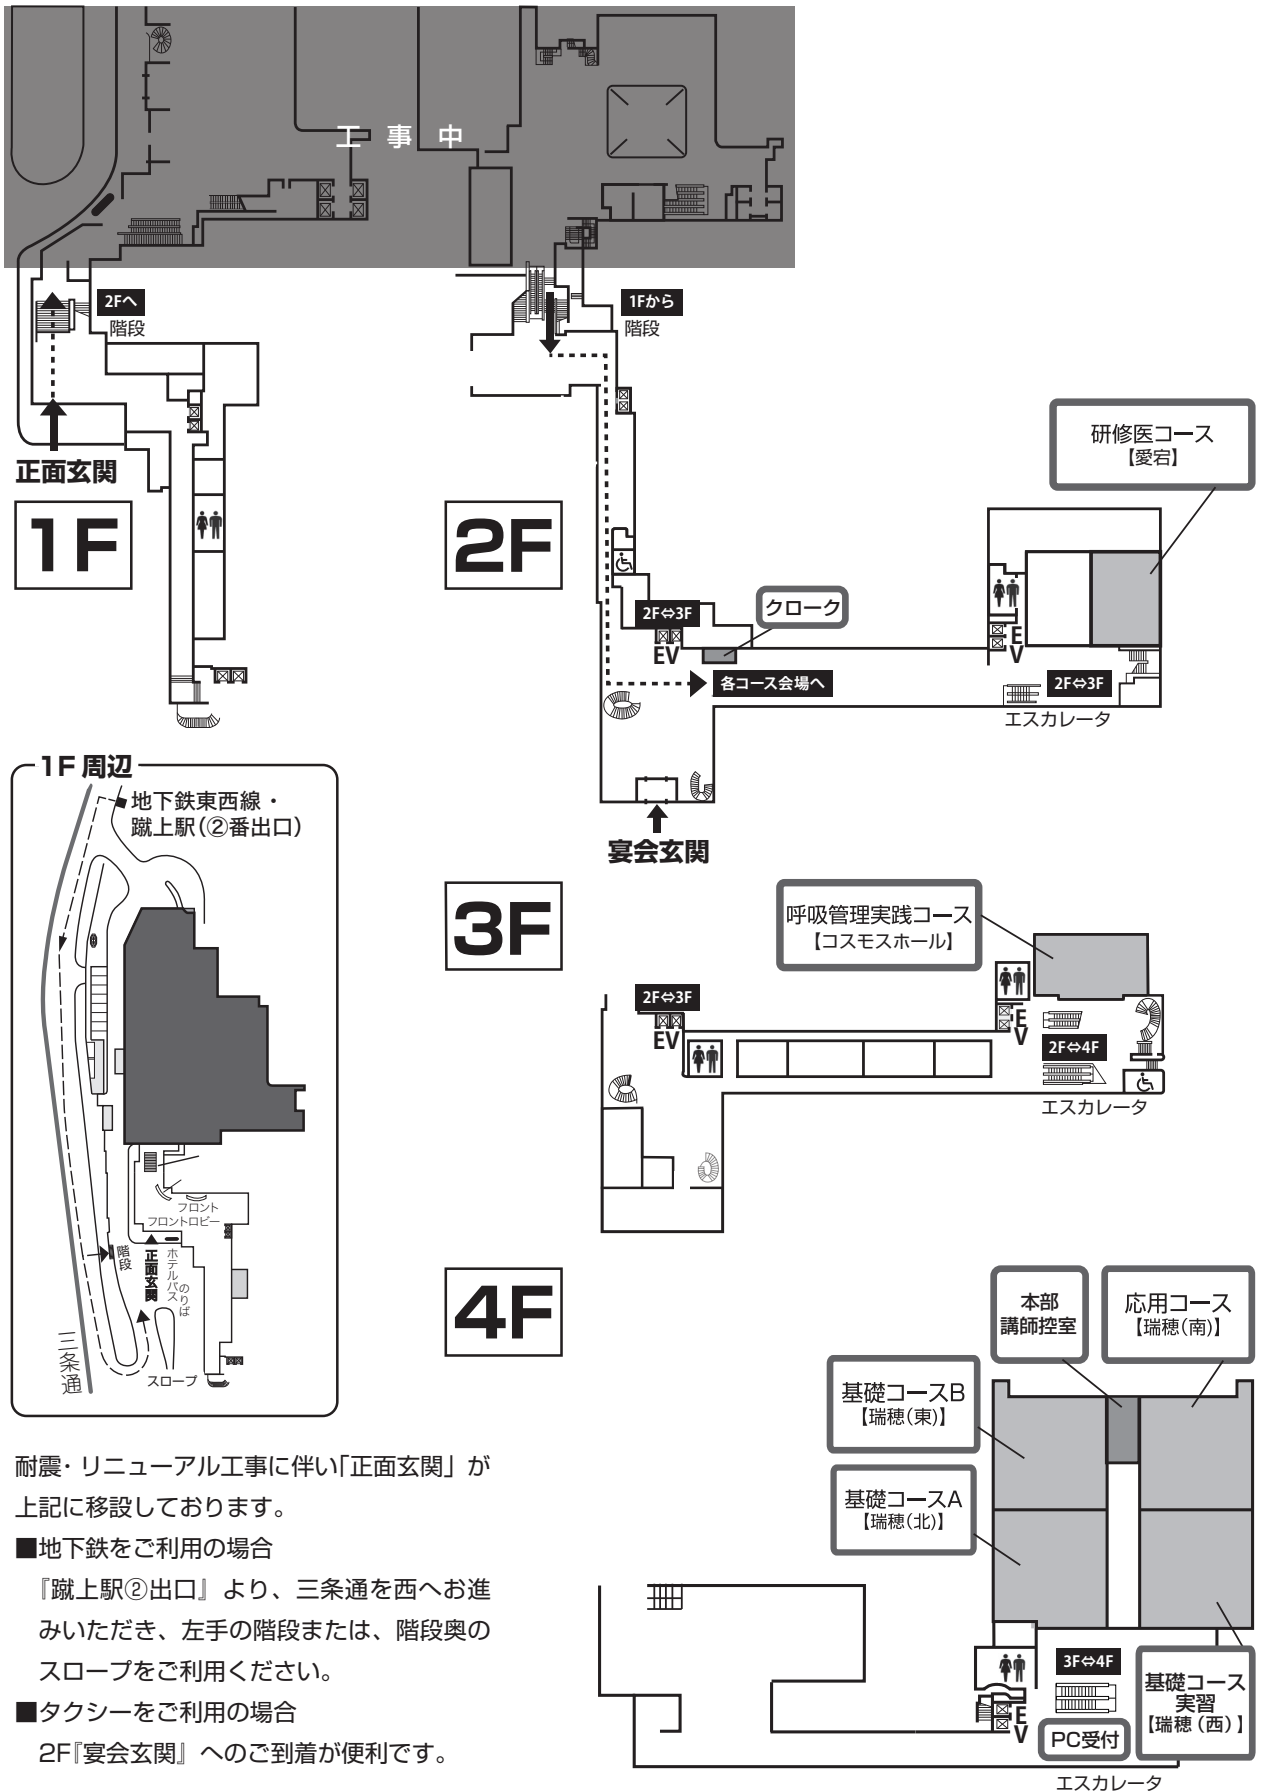 工事中
2Fへ
階段
正面玄関
1F
1Fから
階段
2F
研修医コース
【愛宕】
クローク
2F⇔3F
EV
各コース会場へ
EV
2F⇔3F
エスカレータ
宴会玄関
1F 周辺
地下鉄東西線・
蹴上駅(②番出口)
フロント
フロントロビー
階段
正面玄関
ホテルバス
のりば
三条通
スロープ
3F
呼吸管理実践コース
【コスモスホール】
2F⇔3F
EV
EV
2F⇔4F
エスカレータ
4F
本部
講師控室
応用コース
【瑞穂(南)】
基礎コースB
【瑞穂(東)】
基礎コースA
【瑞穂(北)】
3F⇔4F
EV
PC受付
基礎コース
実習
【瑞穂(西)】
エスカレータ
耐震・リニューアル工事に伴い「正面玄関」が
上記に移設しております。
■地下鉄をご利用の場合
『蹴上駅②出口』より、三条通を西へお進
みいただき、左手の階段または、階段奥の
スロープをご利用ください。
■タクシーをご利用の場合
2F『宴会玄関』へのご到着が便利です。